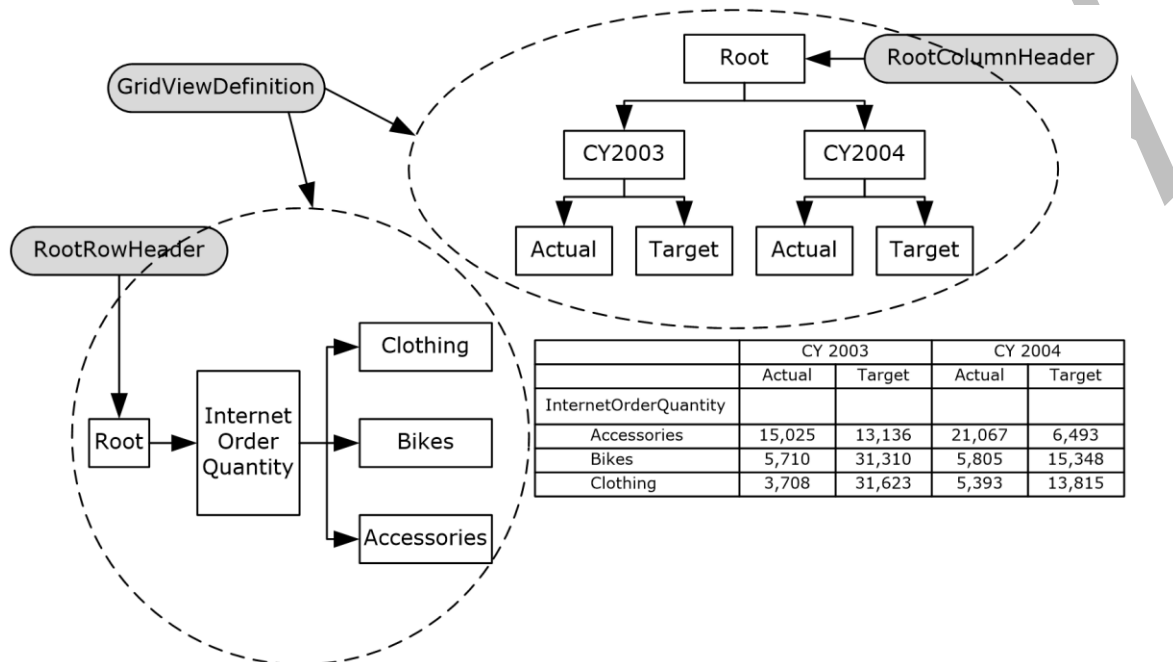 Root
RootColumnHeader
GridViewDefinition
CY2003
CY2004
Actual
Target
Actual
Target
RootRowHeader
Clothing
Internet
Order
Quantity
Root
Bikes
Accessories
CY 2003 CY 2004
Actual Target Actual Target
InternetOrderQuantity
Accessories 15,025 13,136 21,067 6,493
Bikes 5,710 31,310 5,805 15,348
Clothing 3,708 31,623 5,393 13,815